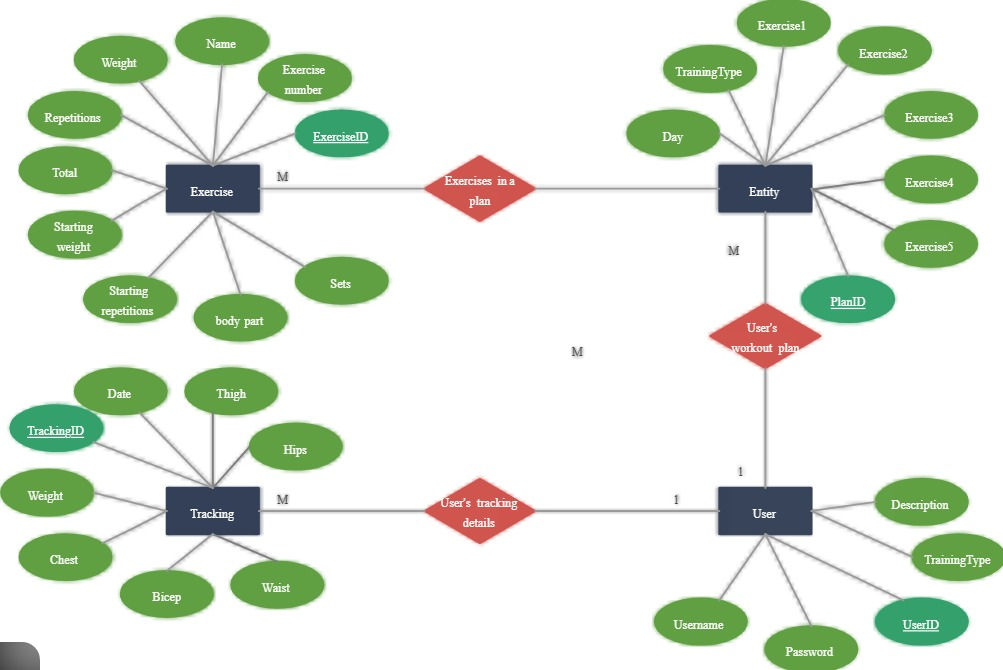 Name
Weight
Exercise
number
Repetitions
ExerciseID
Total
Exercise
M
Starting
weight
Starting
repetitions
body part
Sets
Exercises in a
plan
Exercise1
Exercise2
TrainingType
Exercise3
Day
Exercise4
Entity
Exercise5
PlanID
M
User's
workout plan
M
1
Date
Thigh
TrackingID
Hips
Weight
Tracking
M
Chest
Bicep
Waist
User's tracking
details
1
User
Description
TrainingType
UserID
Username
Password